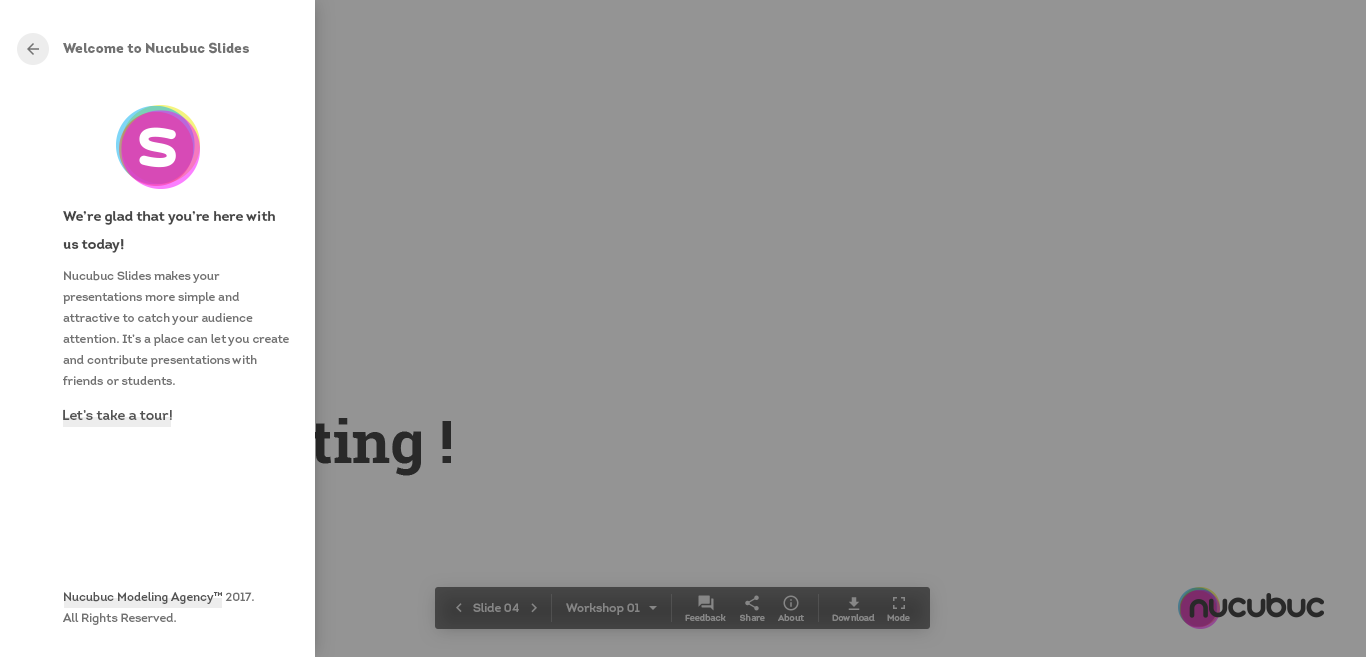 Welcome to Nucubuc Slides
S
We're glad that you're here with
us today!
Nucubuc Slides makes your
presentations more simple and
attractive to catch your audience
attention. It's a place can let you create
and contribute presentations with
friends or students.
Let's take a tour!
Nucubuc Modeling Agency™ 2017.
All Rights Reserved.
ting !
Slide 04
Workshop 01
Feedback
Share
About
Download
Mode
nucubuc